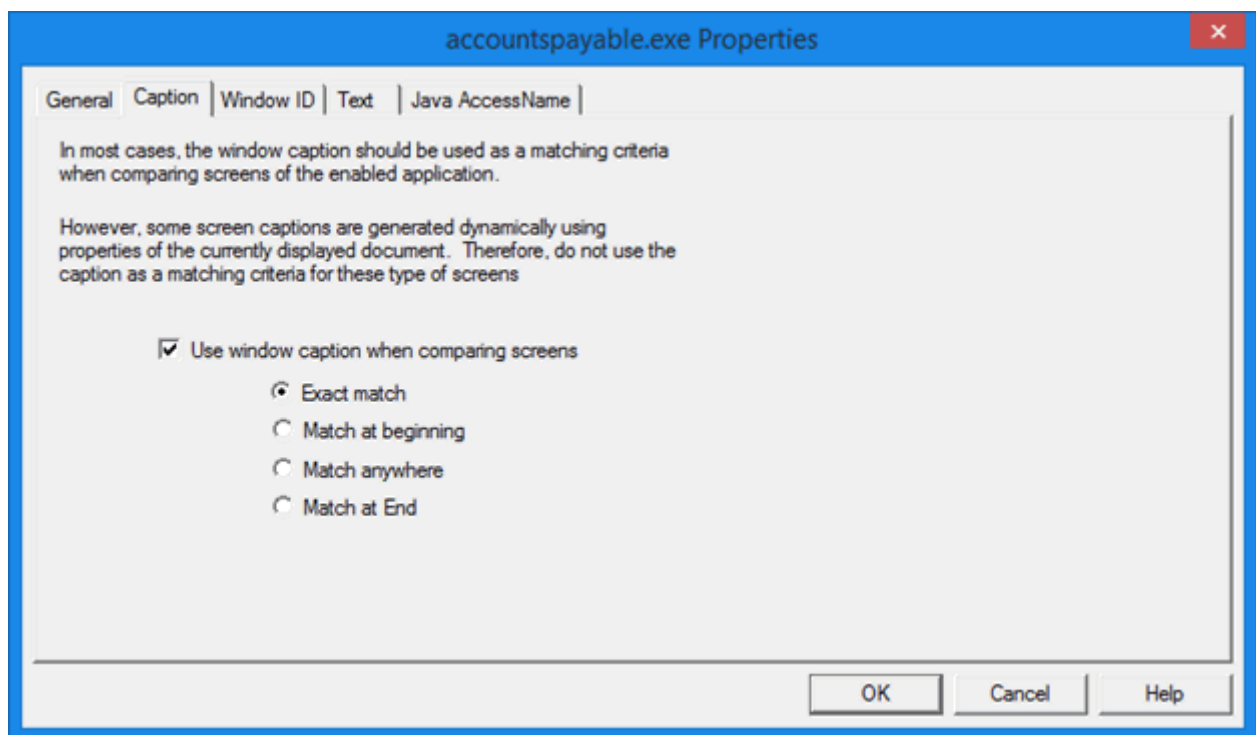 accountspayable.exe Properties
General
Caption
Window ID
Text
Java AccessName
In most cases, the window caption should be used as a matching criteria
when comparing screens of the enabled application.
However, some screen captions are generated dynamically using
properties of the currently displayed document. Therefore, do not use the
caption as a matching criteria for these type of screens
Use window caption when comparing screens
Exact match
Match at beginning
Match anywhere
Match at End
OK
Cancel
Help